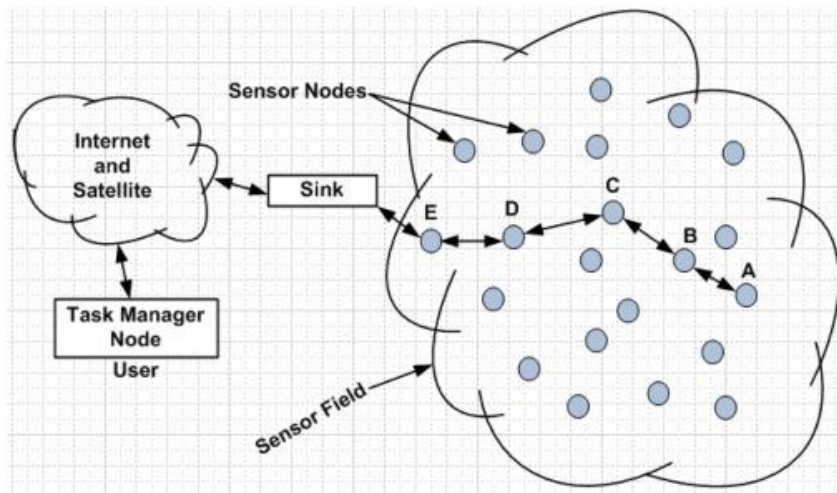 Sensor Nodes
Internet
and
Satellite
Sink
E
D
C
B
A
Task Manager
Node
User
Sensor Field